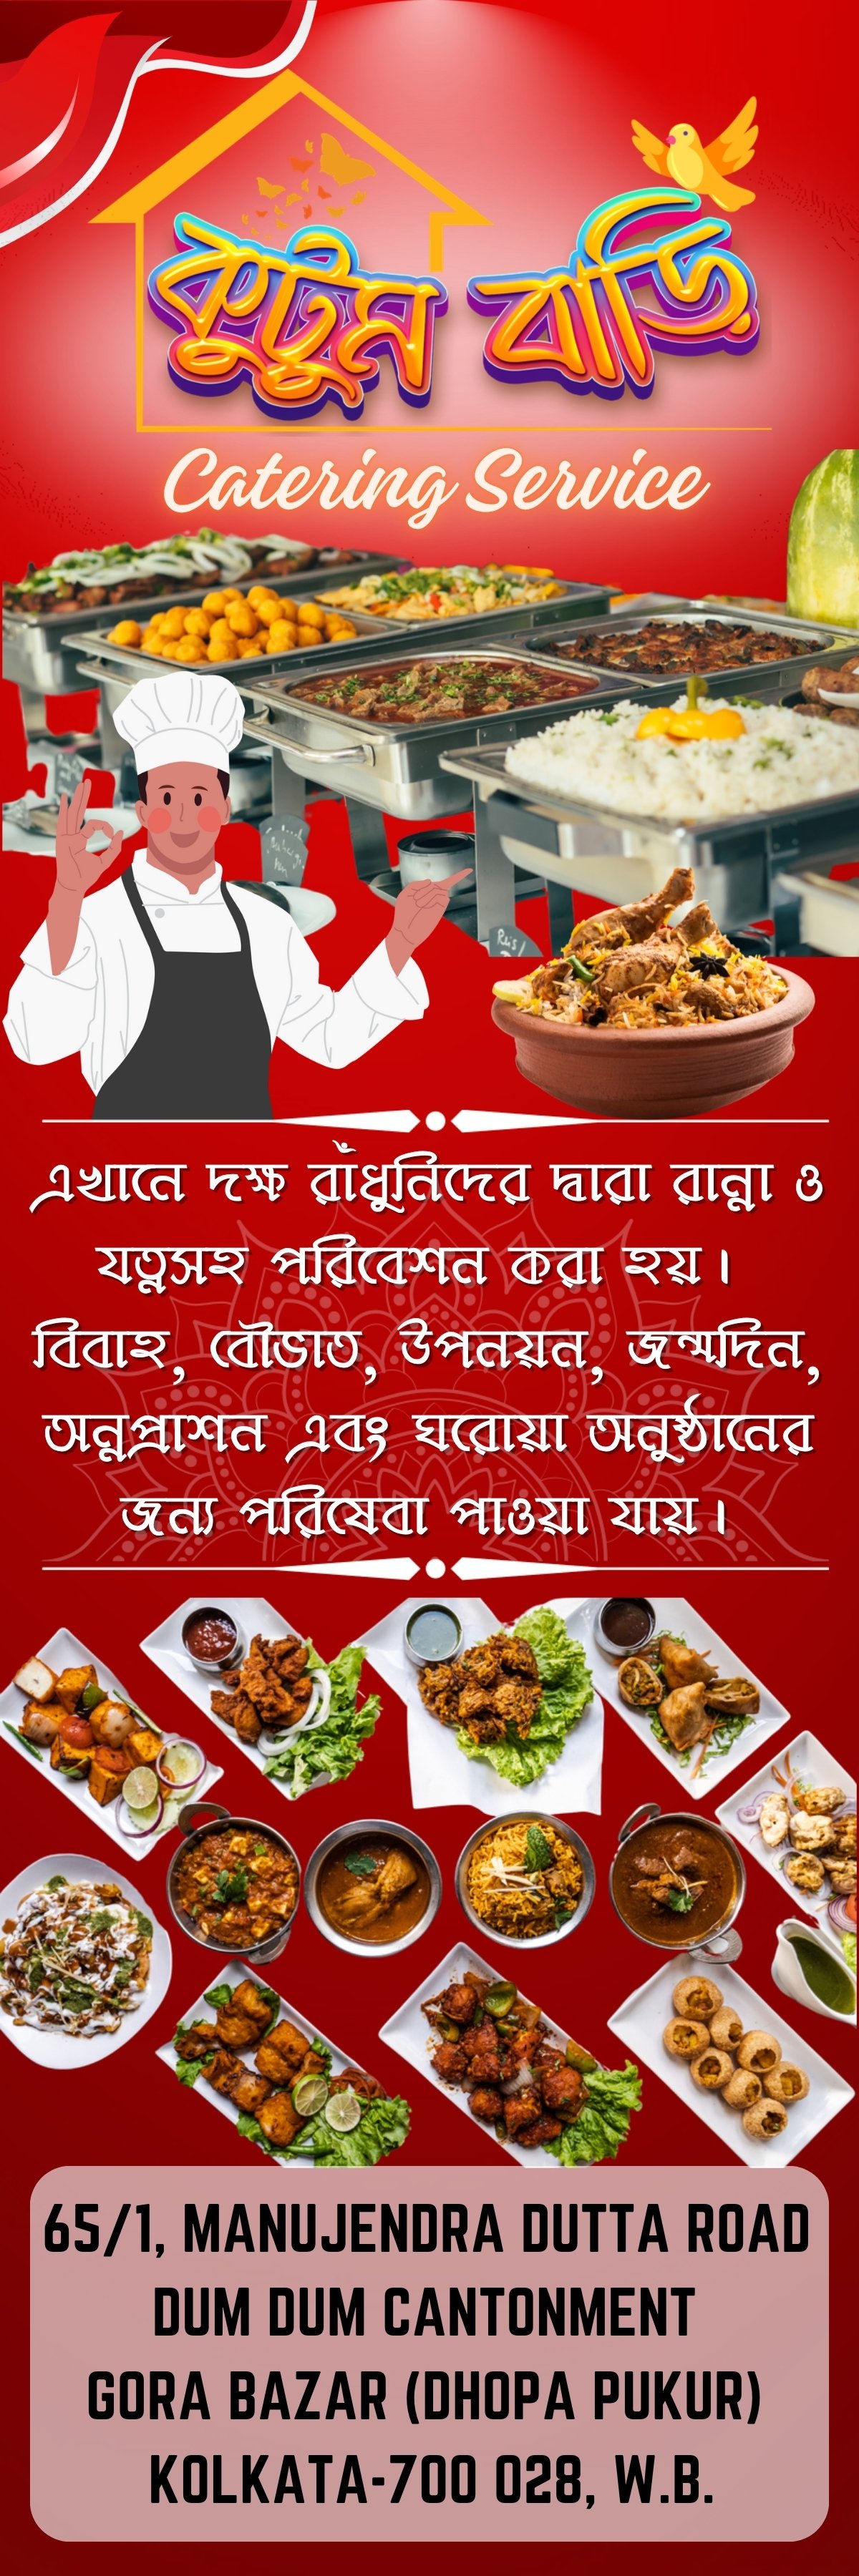 কুটুম বাড়ি
Catering Service
এখানে দক্ষ রাঁধুনিদের দ্বারা রান্না ও
যত্নসহ পরিবেশন করা হয়।
বিবাহ, বৌভাত, উপনয়ন, জন্মদিন,
অন্নপ্রাশন এবং ঘরোয়া অনুষ্ঠানের
জন্য পরিষেবা পাওয়া যায়।
65/1, MANUJENDRA DUTTA ROAD
DUM DUM CANTONMENT
GORA BAZAR (DHOPA PUKUR)
KOLKATA-700 028, W.B.